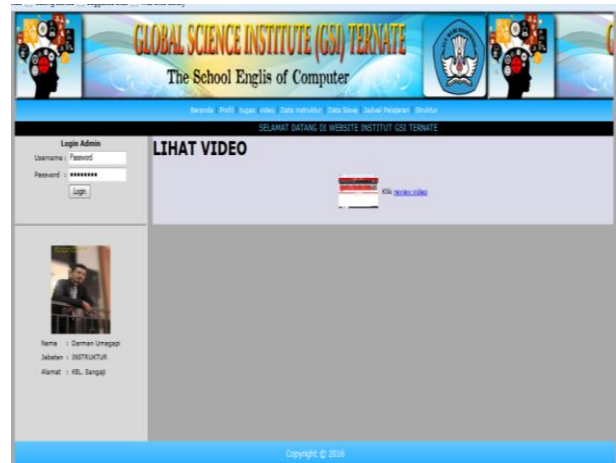 GLOBAL SCIENCE INSTITUTE (GSI) TERNATE
The School Englis of Computer
Beranda Profil tugas video Data Instruktur Data Siswa Jadwal Pelajaran Struktur
SELAMAT DATANG DI WEBSITE INSTITUT GSI TERNATE
Login Admin
Username : Password
Password :
Login
LIHAT VIDEO
Klik review video
Nama : Darman Umagapi
Jabatan : INSTRUKTUR
Alamat : KEL. Sangaji
Copyright © 2016